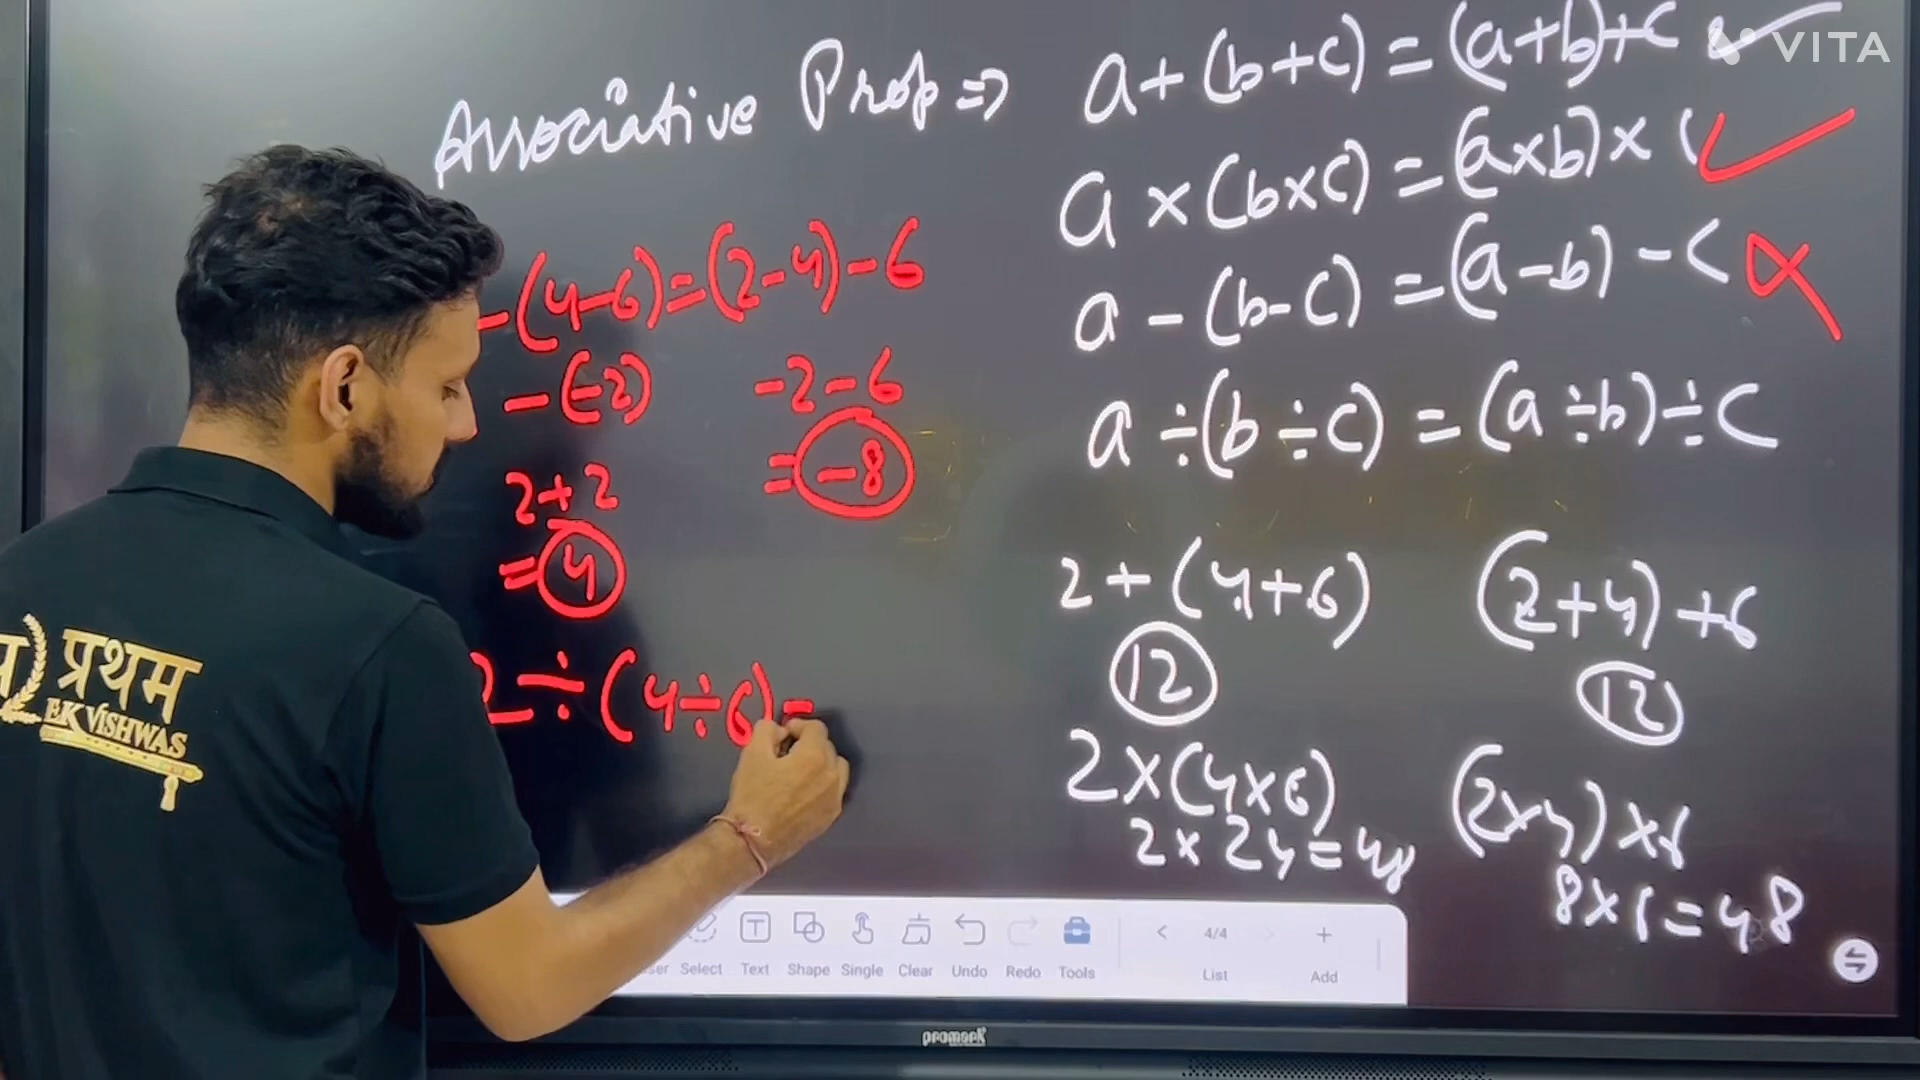 Associative Prop ⇒
a + (b + c) = (a + b) + c ✓
a × (b × c) = (a × b) × c ✓
a - (b - c) = (a - b) - c ✗
a ÷ (b ÷ c) = (a ÷ b) ÷ c
- (4 - 6) = (2 - 4) - 6
- (-2)
-2 - 6
2 + 2
= -8
= 4
2 ÷ (4 ÷ 6) =
2 + (4 + 6)
(2 + 4) + 6
12
12
2 × (4 × 6)
(2 × 4) × 6
2 × 24 = 48
8 × 6 = 48
VITA
प्रथम
EK VISHWAS
Select Text Shape Single Clear Undo Redo Tools
< 4/4 > +
List Add
promark